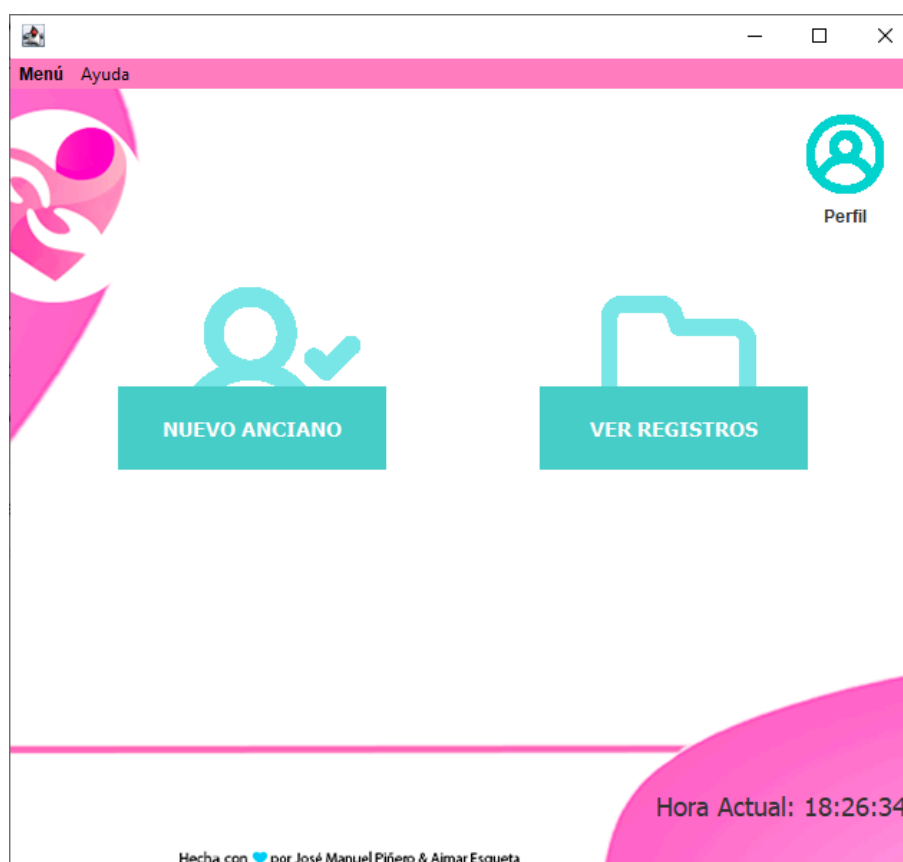 Menú Ayuda
Perfil
NUEVO ANCIANO
VER REGISTROS
Hora Actual: 18:26:34
Hecha con 💙 por José Manuel Piñero & Aimar Esqueta